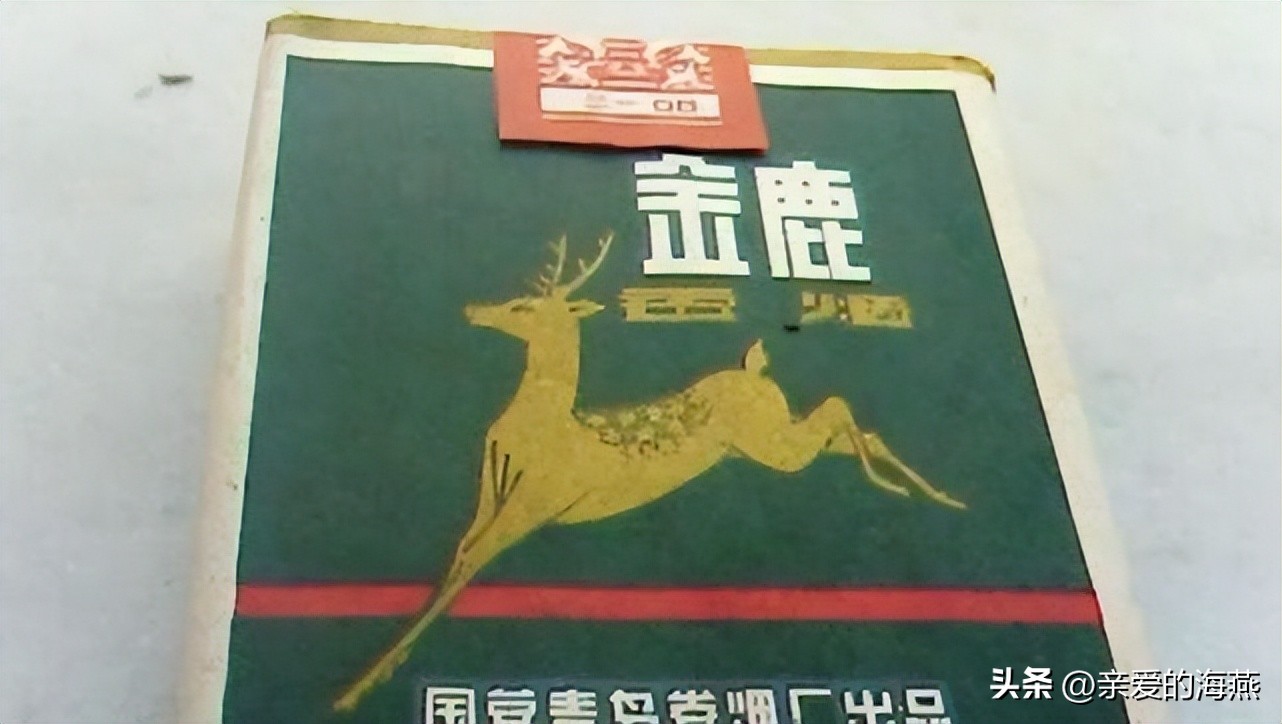 金鹿
香烟
国营青岛卷烟厂出品
头条 @亲爱的海燕